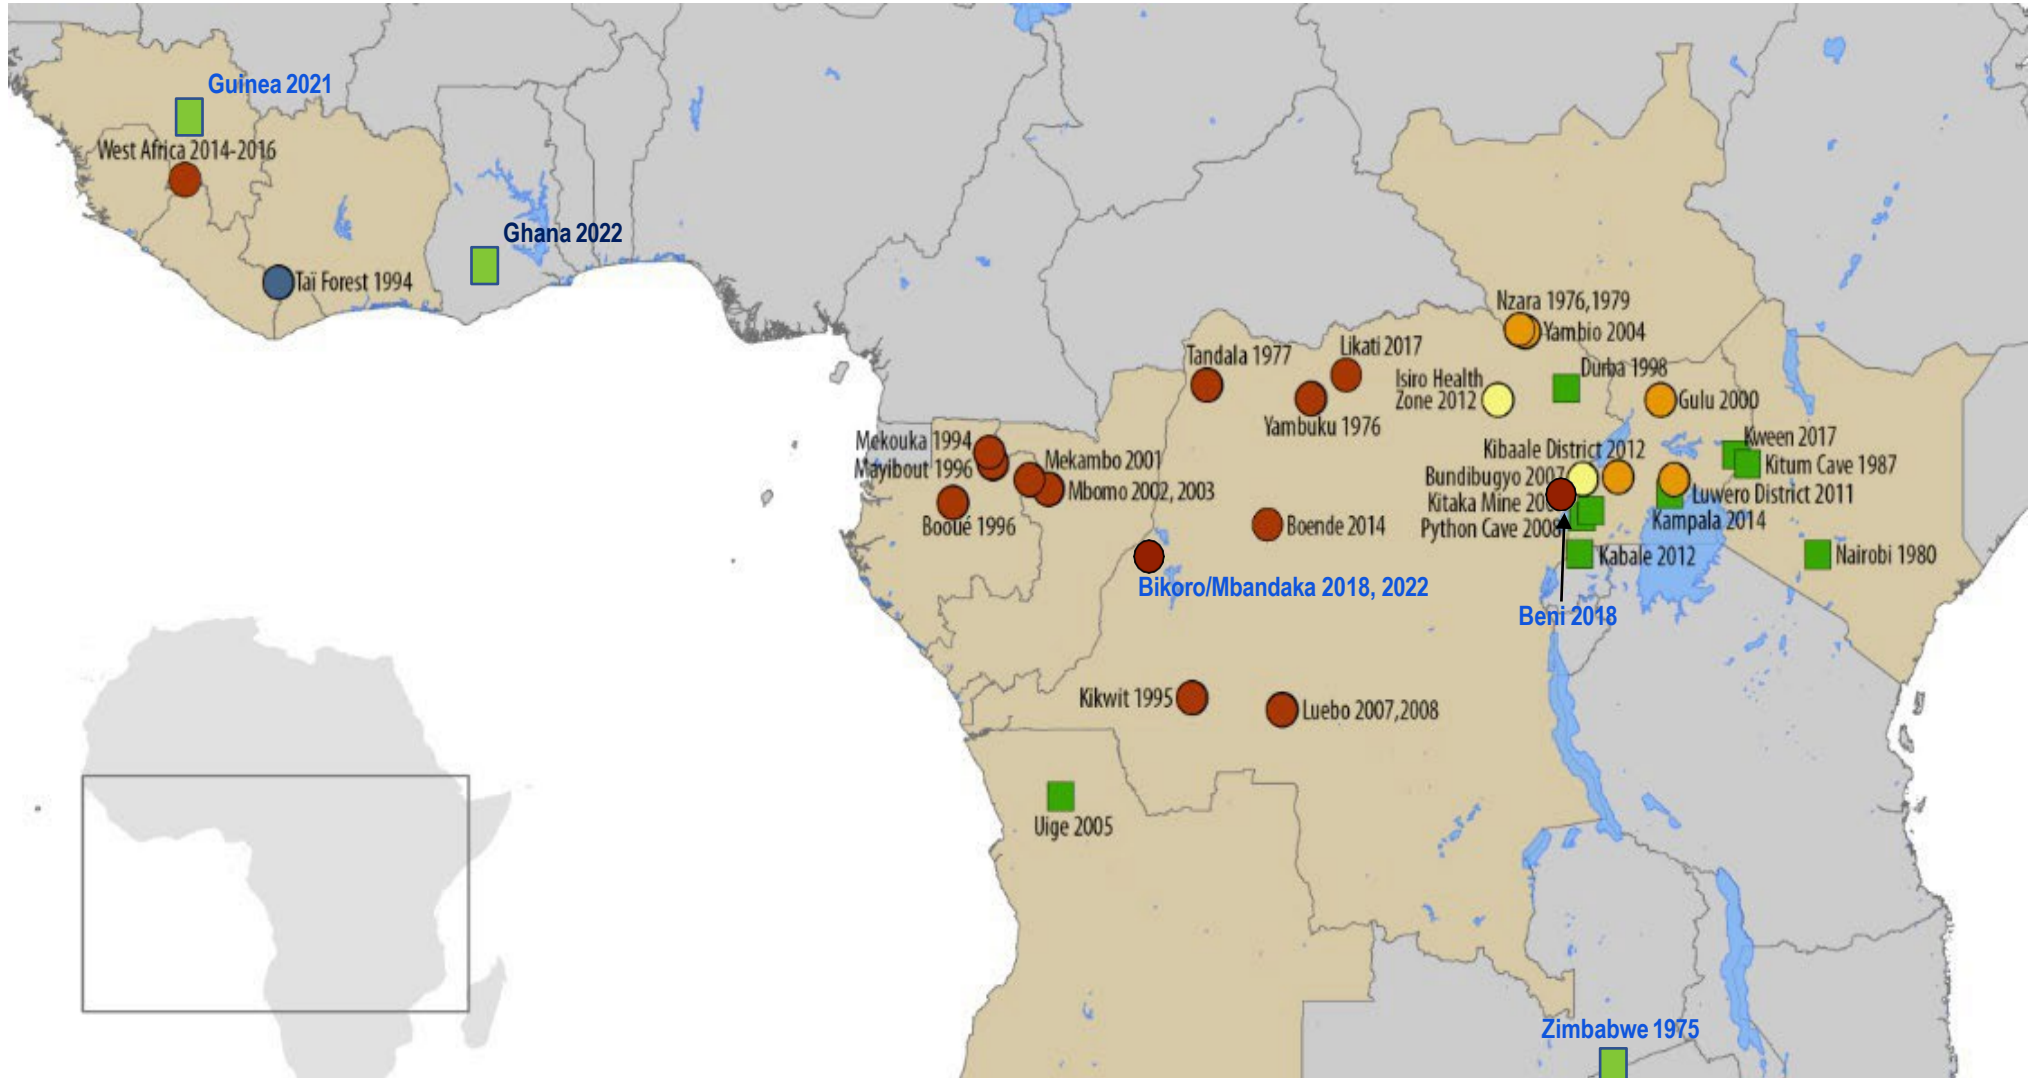 Guinea 2021
West Africa 2014-2016
Ghana 2022
Taï Forest 1994
Nzara 1976,1979
Yambio 2004
Likati 2017
Tandala 1977
Durba 1998
Isiro Health
Zone 2012
Gulu 2000
Yambuku 1976
Kween 2017
Mekouka 1994
Kibaale District 2012
Mekambo 2001
Kitum Cave 1987
Mayibout 1996
Bundibugyo 2007
Mbomo 2002, 2003
Luwero District 2011
Kitaka Mine 20
Booué 1996
Boende 2014
Kampala 2014
Python Cave 2008
Kabale 2012
Nairobi 1980
Bikoro/Mbandaka 2018, 2022
Beni 2018
Kikwit 1995
Luebo 2007,2008
Uige 2005
Zimbabwe 1975